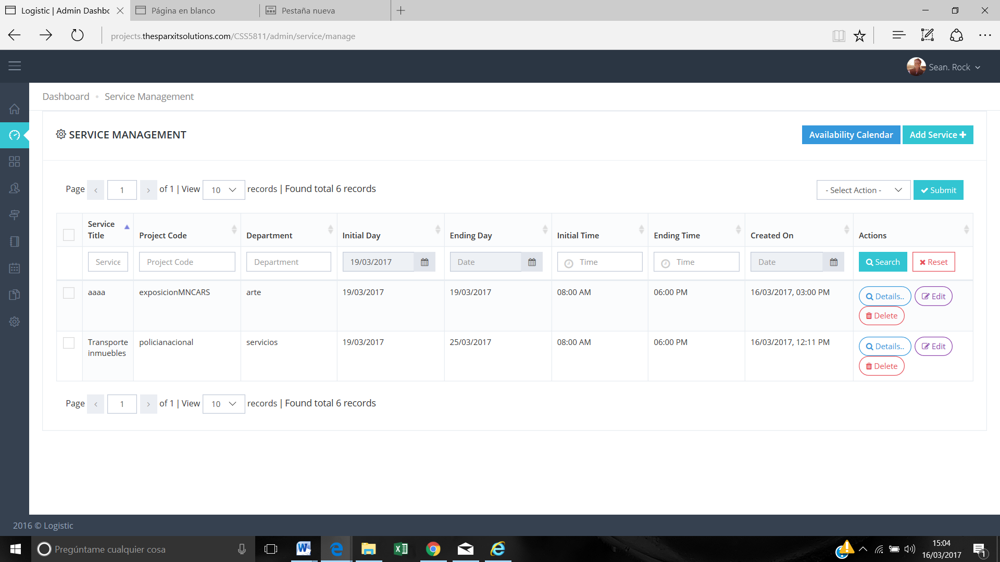 Logistic | Admin Dashbo
Página en blanco
Pestaña nueva
projects.thesparxitsolutions.com/CSS5811/admin/service/manage
Sean. Rock
Dashboard • Service Management
SERVICE MANAGEMENT
Availability Calendar
Add Service
Page < 1 > of 1 | View 10 records | Found total 6 records
- Select Action -
Submit
Service Title
Project Code
Department
Initial Day
Ending Day
Initial Time
Ending Time
Created On
Actions
Service
Project Code
Department
19/03/2017
Date
Time
Time
Date
Search
Reset
aaaa
exposicionMNCARS
arte
19/03/2017
19/03/2017
08:00 AM
06:00 PM
16/03/2017, 03:00 PM
Details..
Edit
Delete
Transporte
inmuebles
policianacional
servicios
19/03/2017
25/03/2017
08:00 AM
06:00 PM
16/03/2017, 12:11 PM
Details..
Edit
Delete
Page < 1 > of 1 | View 10 records | Found total 6 records
2016 © Logistic
Pregúntame cualquier cosa
15:04
16/03/2017
1